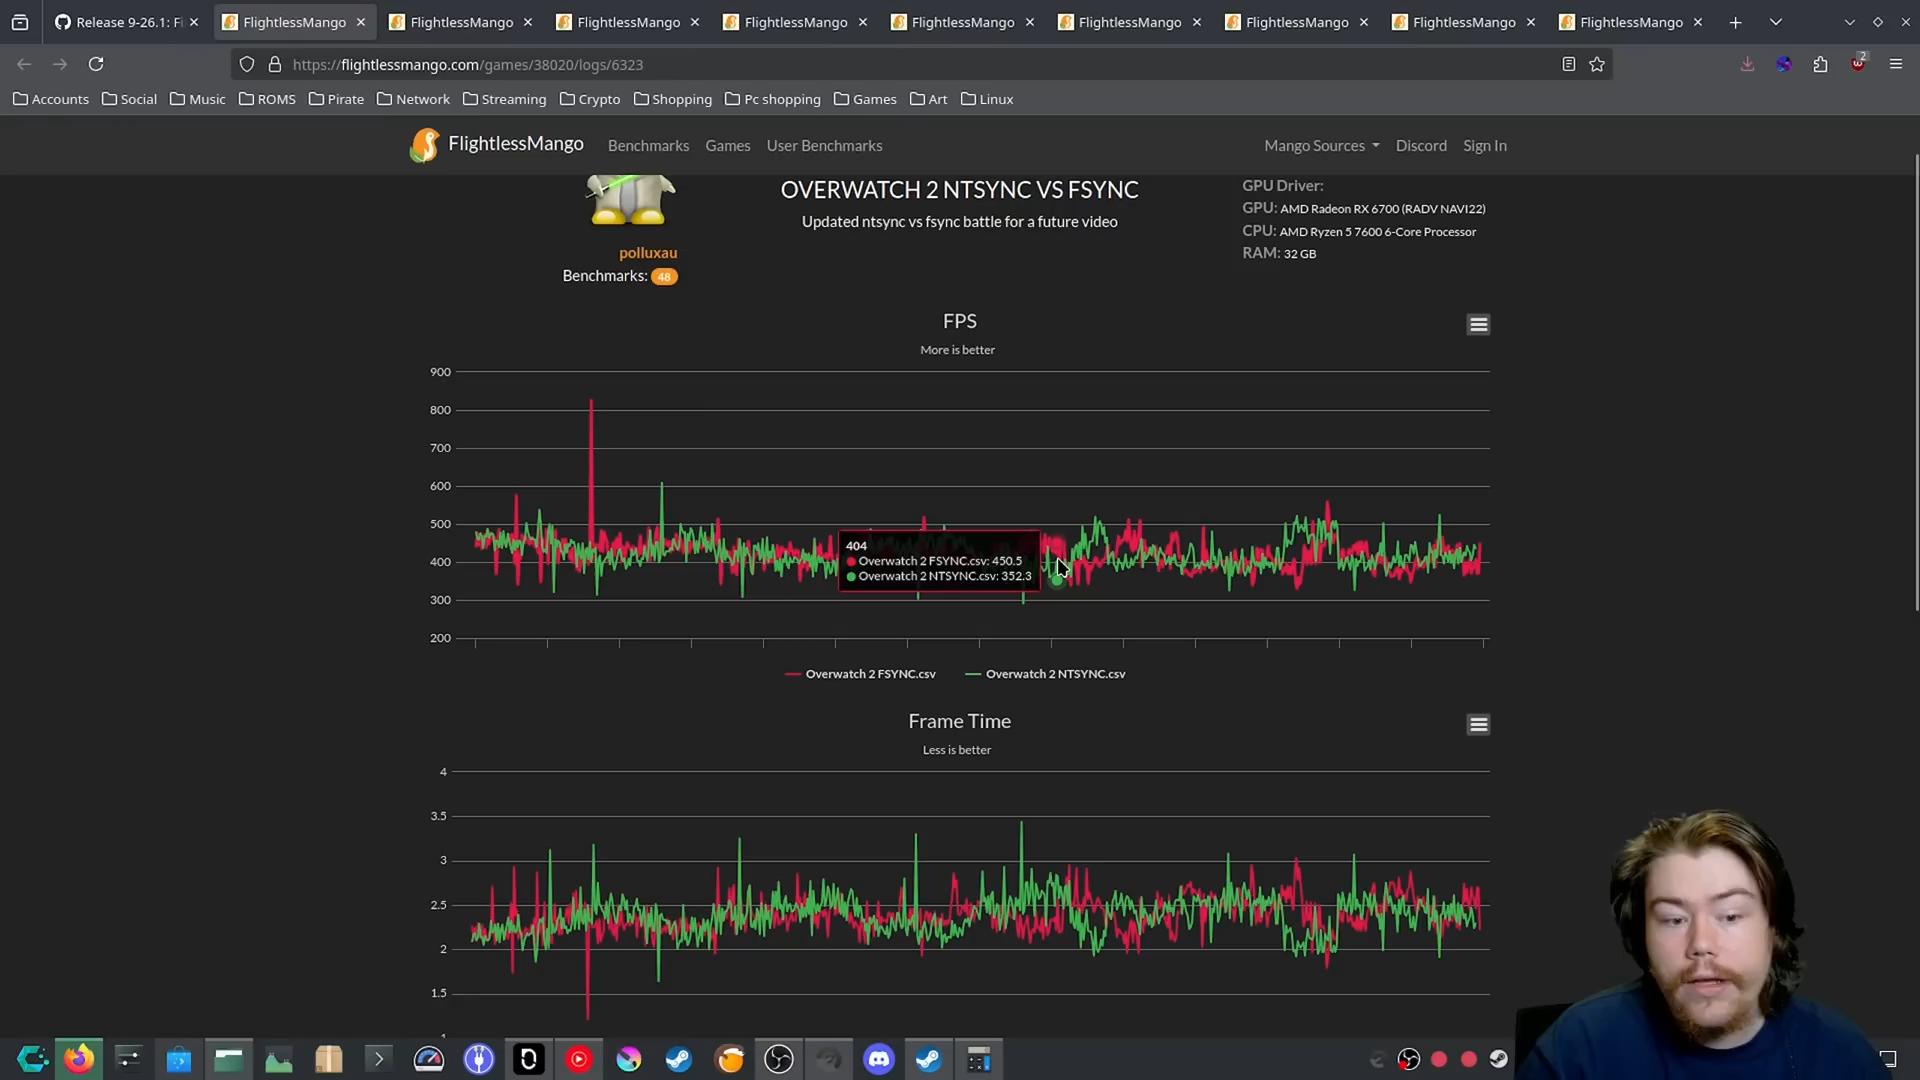 Release 9-26.1: Fi
FlightlessMango
FlightlessMango
FlightlessMango
FlightlessMango
FlightlessMango
FlightlessMango
FlightlessMango
FlightlessMango
FlightlessMango
https://flightlessmango.com/games/38020/logs/6323
2
Accounts
Social
Music
ROMS
Pirate
Network
Streaming
Crypto
Shopping
Pc shopping
Games
Art
Linux
FlightlessMango
Benchmarks
Games
User Benchmarks
Mango Sources
Discord
Sign In
OVERWATCH 2 NTSYNC VS FSYNC
Updated ntsync vs fsync battle for a future video
polluxau
Benchmarks: 48
GPU Driver:
GPU: AMD Radeon RX 6700 (RADV NAVI22)
CPU: AMD Ryzen 5 7600 6-Core Processor
RAM: 32 GB
FPS
More is better
900
800
700
600
500
400
300
200
404
Overwatch 2 FSYNC.csv: 450.5
Overwatch 2 NTSYNC.csv: 352.3
Overwatch 2 FSYNC.csv
Overwatch 2 NTSYNC.csv
Frame Time
Less is better
4
3.5
3
2.5
2
1.5